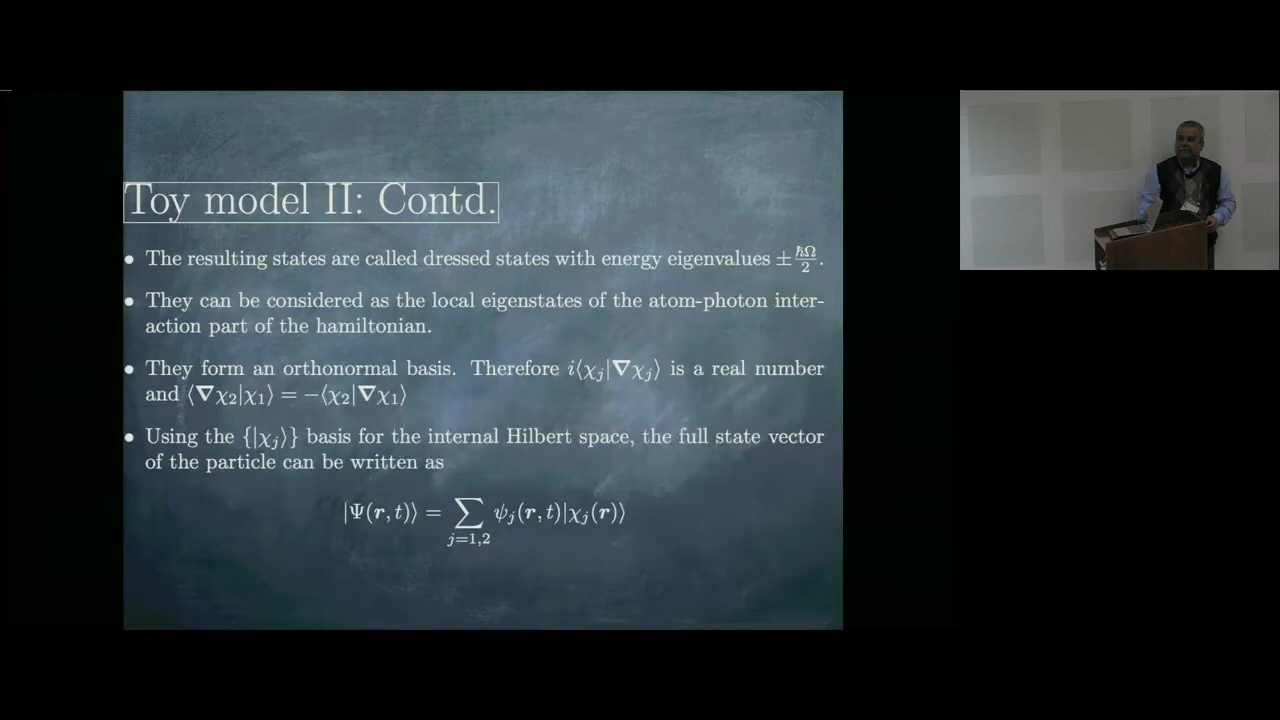 Toy model II: Contd.
• The resulting states are called dressed states with energy eigenvalues ±ħΩ/2.
• They can be considered as the local eigenstates of the atom-photon inter-
action part of the hamiltonian.
• They form an orthonormal basis. Therefore i⟨χ_j|∇χ_j⟩ is a real number
and ⟨∇χ_2|χ_1⟩ = −⟨χ_2|∇χ_1⟩
• Using the {|χ_j⟩} basis for the internal Hilbert space, the full state vector
of the particle can be written as
|Ψ(r, t)⟩ = ∑_{j=1,2} ψ_j(r, t)|χ_j(r)⟩